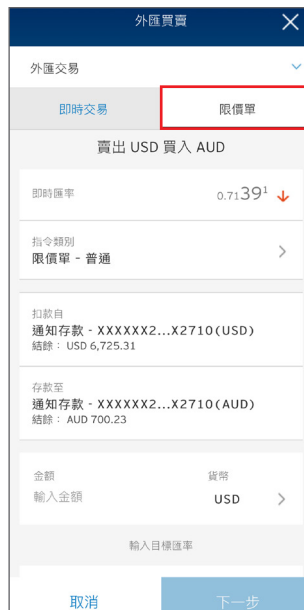 外匯買賣
外匯交易
即時交易 限價單
賣出 USD 買入 AUD
即時匯率 0.71391
指令類別
限價單 - 普通
扣款自
通知存款 - XXXXXX2...X2710(USD)
結餘： USD 6,725.31
存款至
通知存款 - XXXXXX2...X2710(AUD)
結餘： AUD 700.23
金額 貨幣
輸入金額 USD
輸入目標匯率
取消 下一步